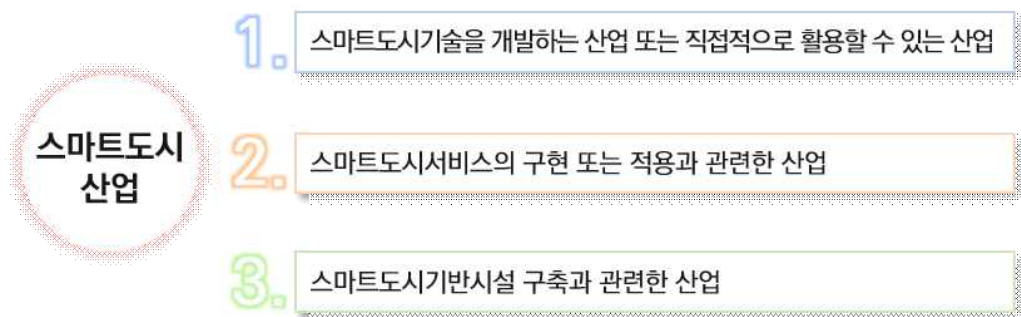 스마트도시
산업
1. 스마트도시기술을 개발하는 산업 또는 직접적으로 활용할 수 있는 산업
2. 스마트도시서비스의 구현 또는 적용과 관련한 산업
3. 스마트도시기반시설 구축과 관련한 산업